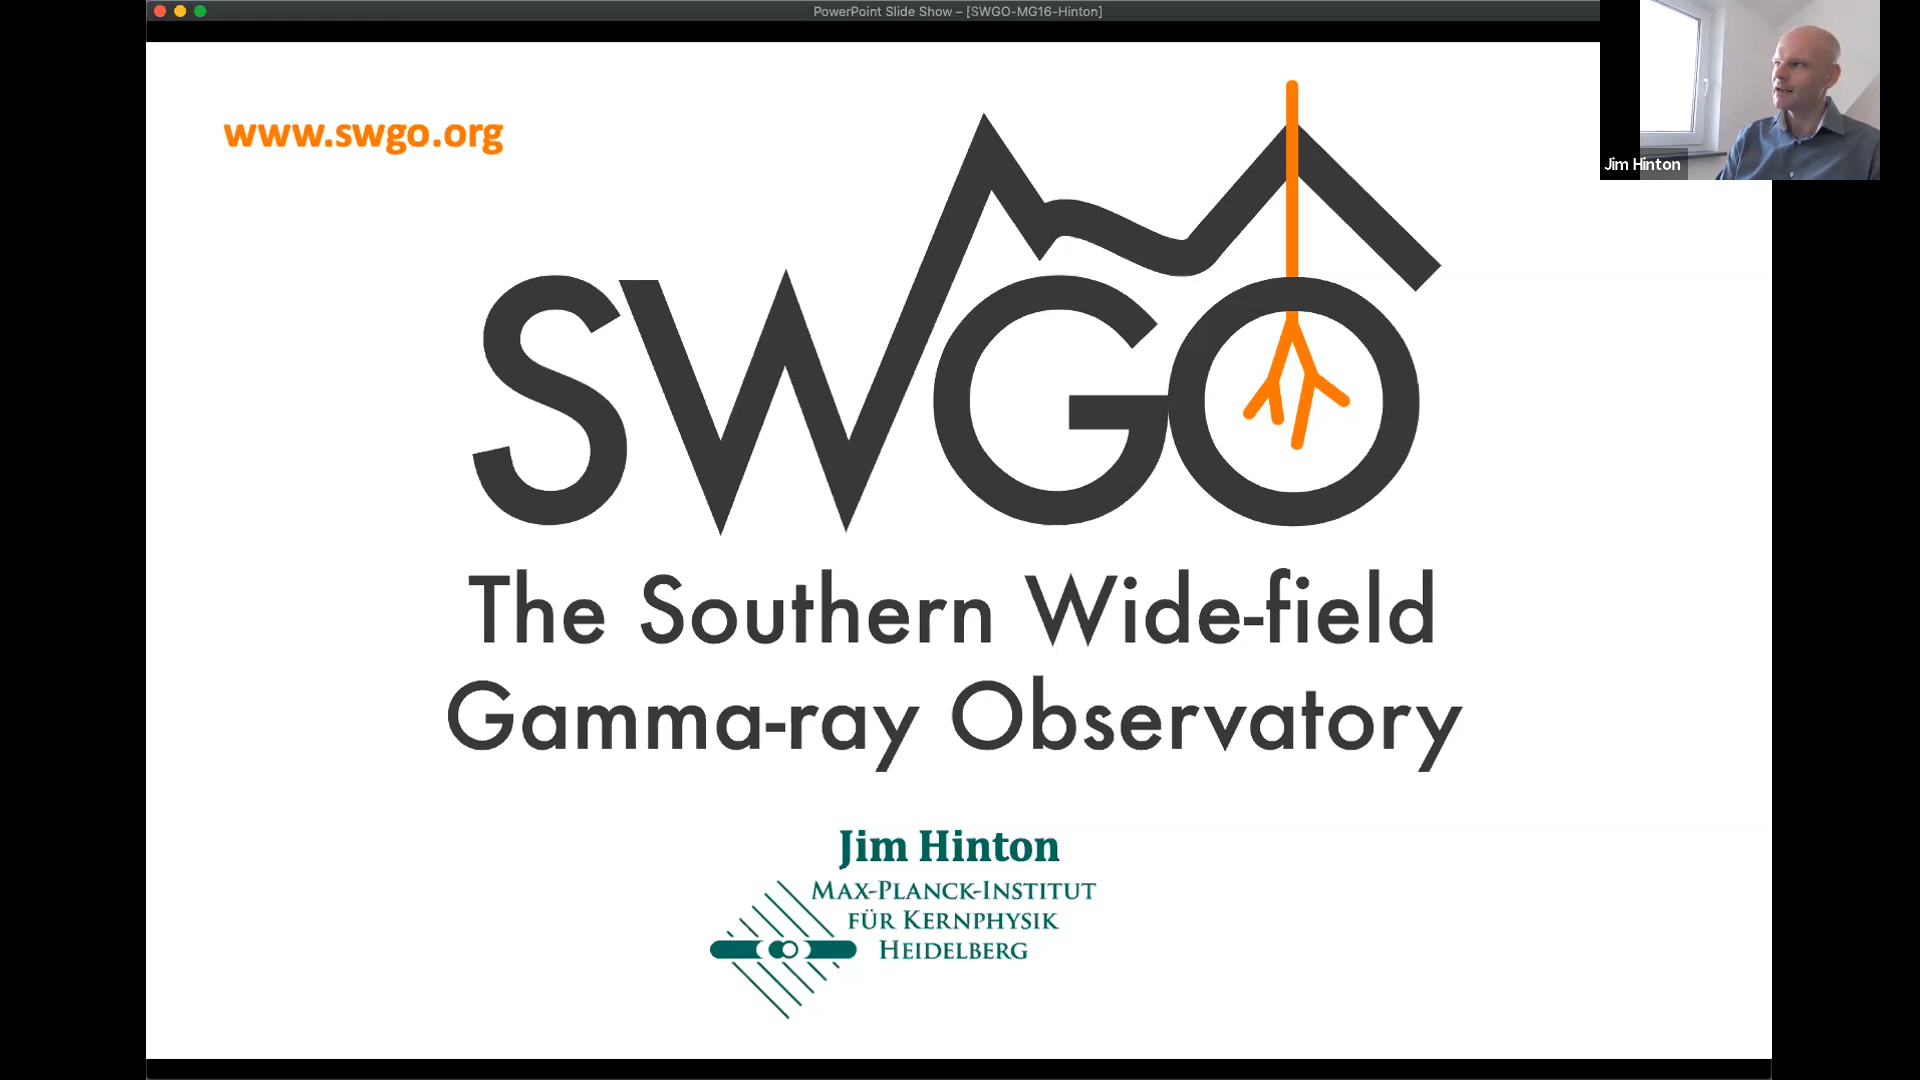 PowerPoint Slide Show – [SWGO-MG16-Hinton]
www.swgo.org
Jim Hinton
SWGO
The Southern Wide-field
Gamma-ray Observatory
Jim Hinton
MAX-PLANCK-INSTITUT
FÜR KERNPHYSIK
HEIDELBERG